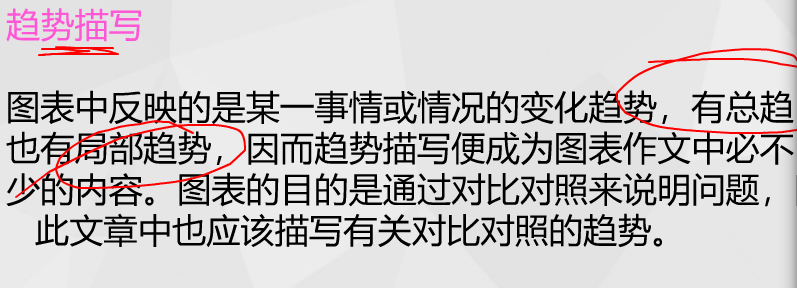 趋势描写
图表中反映的是某一事情或情况的变化趋势，有总趋
也有局部趋势，因而趋势描写便成为图表作文中必不
少的内容。图表的目的是通过对比对照来说明问题，
此文章中也应该描写有关对比对照的趋势。